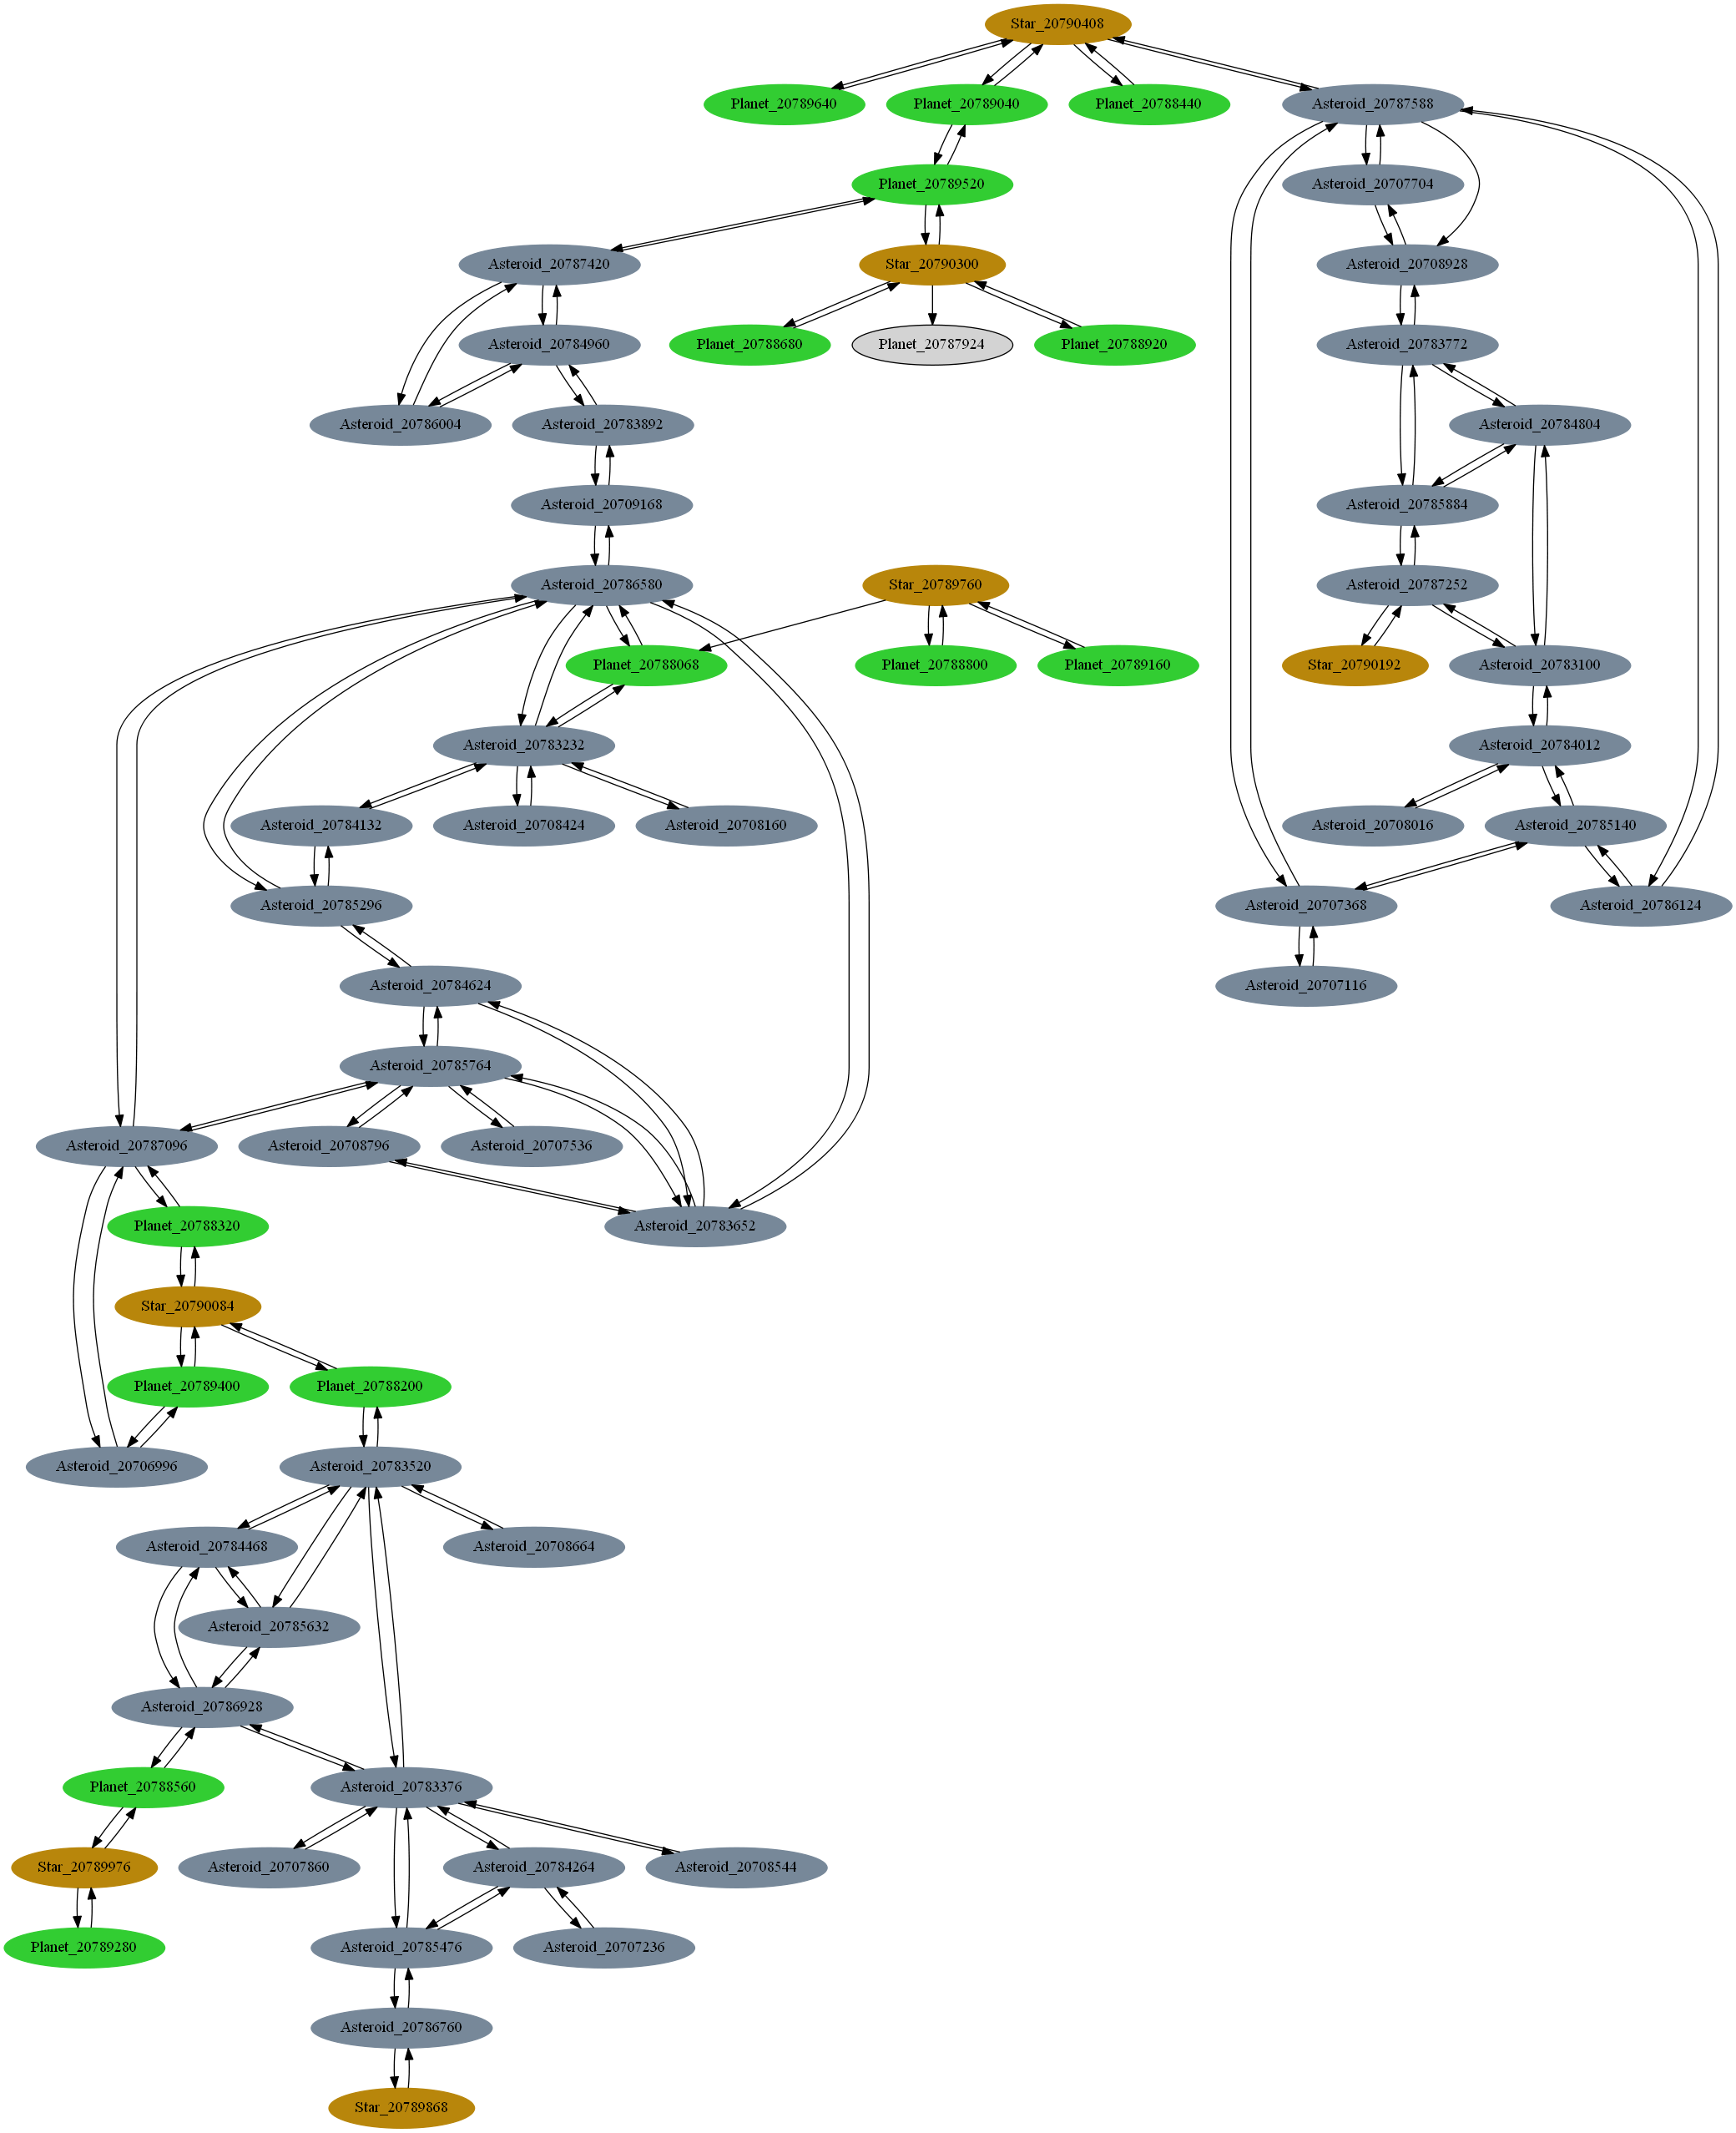 Star_20790408
Planet_20789640
Planet_20789040
Planet_20788440
Asteroid_20787588
Planet_20789520
Asteroid_20707704
Asteroid_20787420
Star_20790300
Asteroid_20708928
Asteroid_20784960
Planet_20788680
Planet_20787924
Planet_20788920
Asteroid_20783772
Asteroid_20786004
Asteroid_20783892
Asteroid_20784804
Asteroid_20709168
Asteroid_20785884
Asteroid_20786580
Star_20789760
Asteroid_20787252
Planet_20788068
Planet_20788800
Planet_20789160
Star_20790192
Asteroid_20783100
Asteroid_20783232
Asteroid_20784012
Asteroid_20784132
Asteroid_20708424
Asteroid_20708160
Asteroid_20708016
Asteroid_20785140
Asteroid_20785296
Asteroid_20707368
Asteroid_20786124
Asteroid_20784624
Asteroid_20707116
Asteroid_20785764
Asteroid_20787096
Asteroid_20708796
Asteroid_20707536
Planet_20788320
Asteroid_20783652
Star_20790084
Planet_20789400
Planet_20788200
Asteroid_20706996
Asteroid_20783520
Asteroid_20784468
Asteroid_20708664
Asteroid_20785632
Asteroid_20786928
Planet_20788560
Asteroid_20783376
Star_20789976
Asteroid_20707860
Asteroid_20784264
Asteroid_20708544
Planet_20789280
Asteroid_20785476
Asteroid_20707236
Asteroid_20786760
Star_20789868